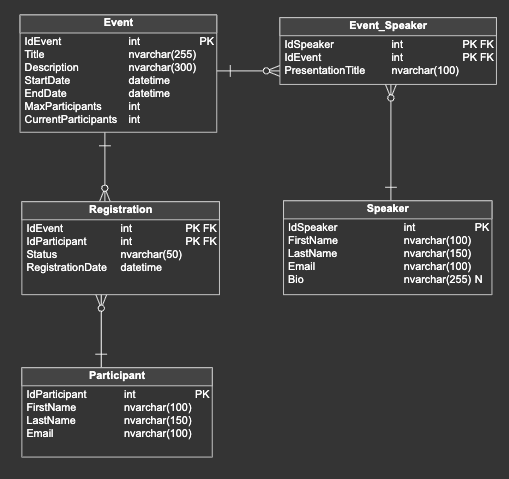 Event
IdEvent int PK
Title nvarchar(255)
Description nvarchar(300)
StartDate datetime
EndDate datetime
MaxParticipants int
CurrentParticipants int
Event_Speaker
IdSpeaker int PK FK
IdEvent int PK FK
PresentationTitle nvarchar(100)
Registration
IdEvent int PK FK
IdParticipant int PK FK
Status nvarchar(50)
RegistrationDate datetime
Speaker
IdSpeaker int PK
FirstName nvarchar(100)
LastName nvarchar(150)
Email nvarchar(100)
Bio nvarchar(255) N
Participant
IdParticipant int PK
FirstName nvarchar(100)
LastName nvarchar(150)
Email nvarchar(100)